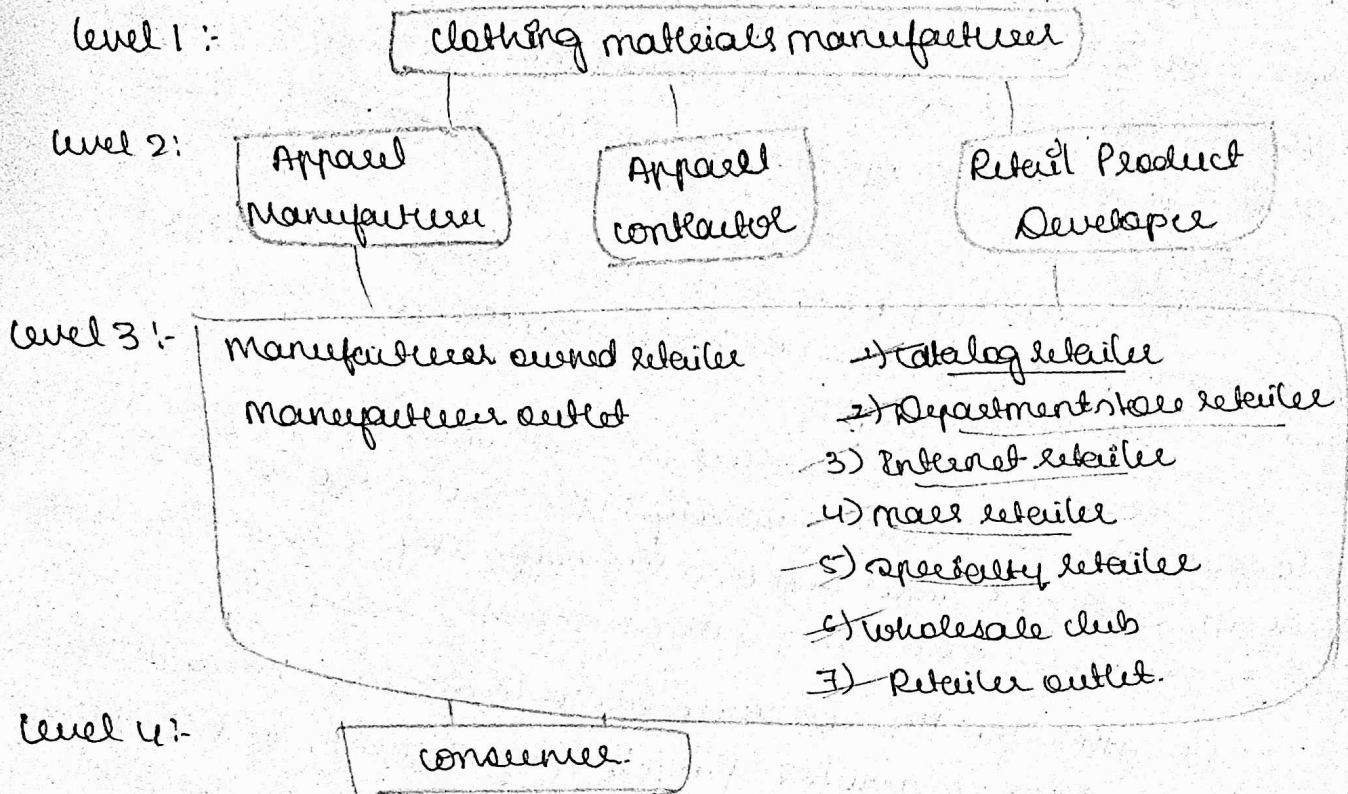 level 1 :- clothing materials manufacturer
level 2: Apparel Apparel Retail Product
Manufacturer contractor Developer
level 3 :- Manufacturer owned retailer 1) Catalog retailer
Manufacturer outlet 2) Department store retailer
3) Internet retailer
4) mass retailer
5) specialty retailer
6) Wholesale club
7) Retailer outlet.
level 4 :- consumer.